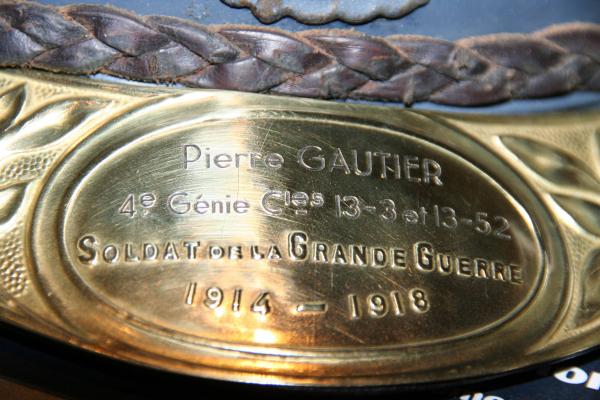 Pierre GAUTIER
4e Génie Cies 13-3 et 13-52
SOLDAT DE LA GRANDE GUERRE
1914 — 1918